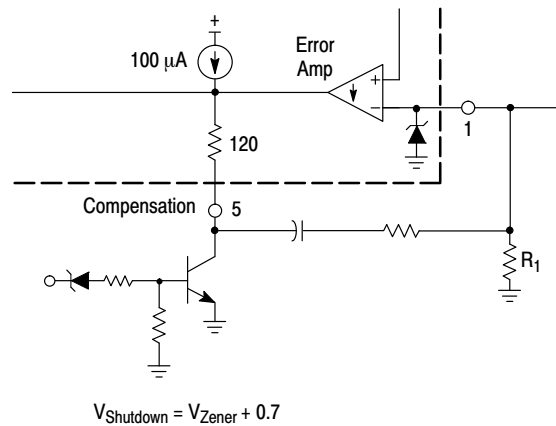 +
100 μA
Error
Amp
+
−
1
120
Compensation
5
R1
VShutdown = VZener + 0.7